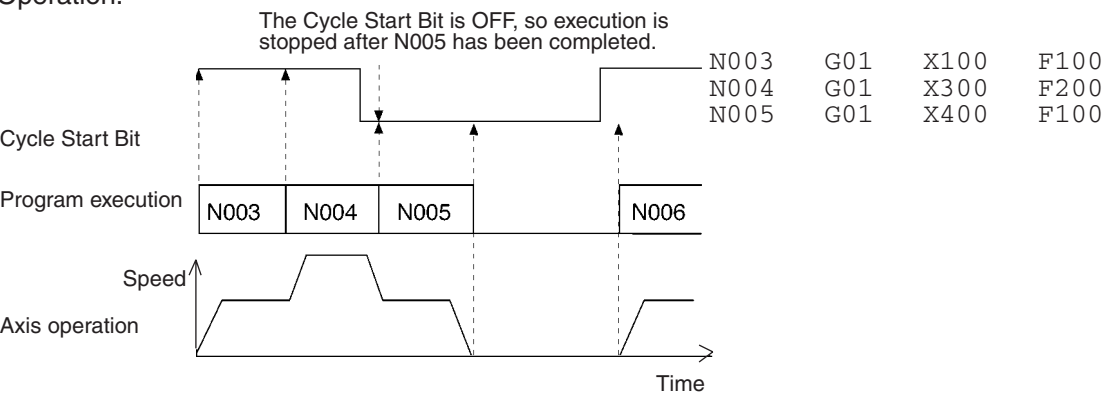 Operation.
The Cycle Start Bit is OFF, so execution is
stopped after N005 has been completed.
N003 G01 X100 F100
N004 G01 X300 F200
N005 G01 X400 F100
Cycle Start Bit
Program execution
N003 N004 N005 N006
Speed
Axis operation
Time